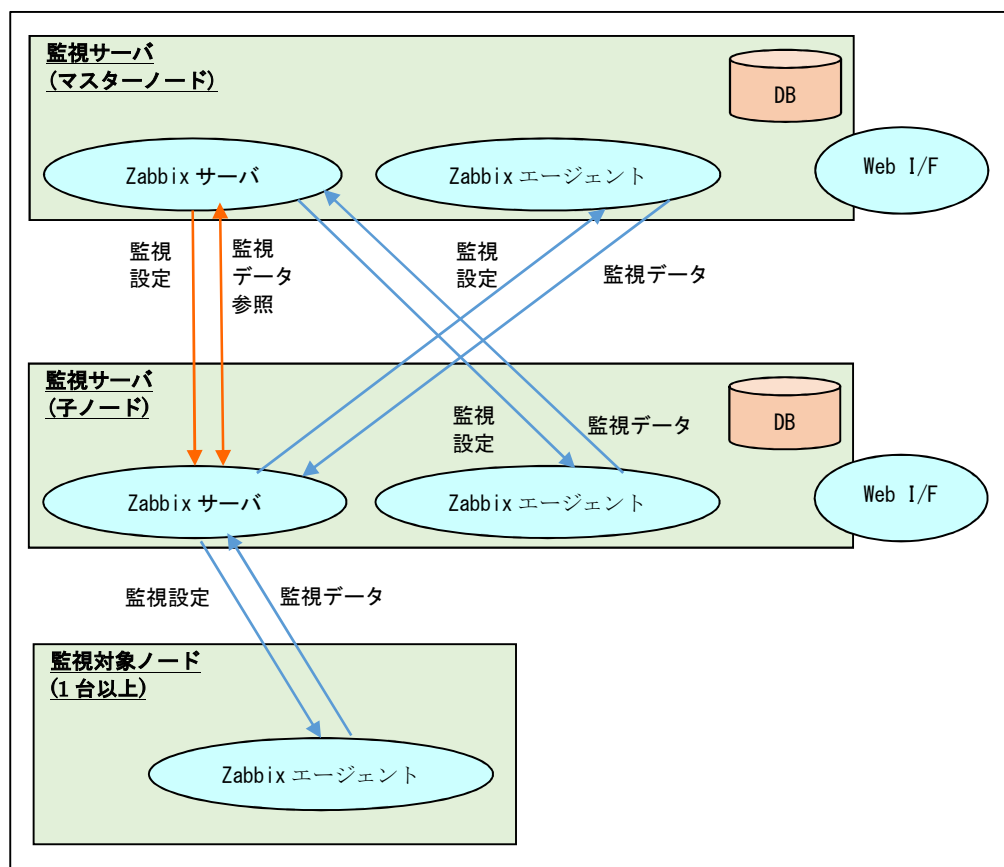 監視サーバ
(マスターノード)
DB
Zabbix サーバ
Zabbix エージェント
Web I/F
監視
設定
監視
データ
参照
監視
設定
監視データ
監視サーバ
(子ノード)
DB
監視
設定
監視データ
Zabbix サーバ
Zabbix エージェント
Web I/F
監視設定
監視データ
監視対象ノード
(1 台以上)
Zabbix エージェント